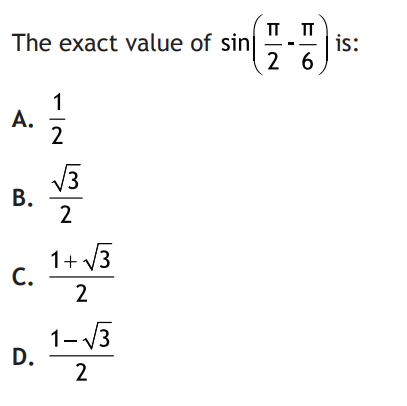 The exact value of sin(π/2 - π/6) is:
A. 1/2
B. √3/2
C. 1+√3/2
D. 1−√3/2